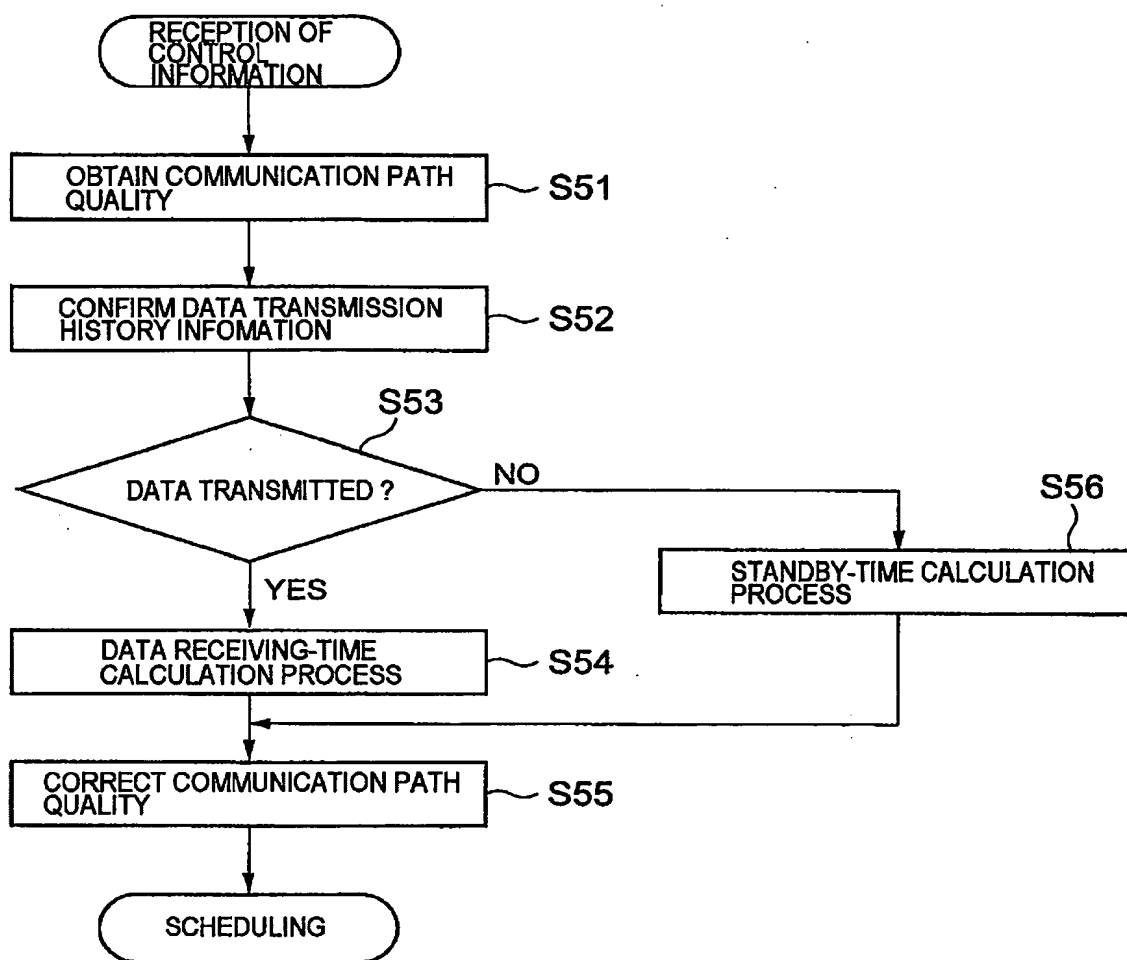 RECEPTION OF
CONTROL
INFORMATION
OBTAIN COMMUNICATION PATH
QUALITY
S51
CONFIRM DATA TRANSMISSION
HISTORY INFOMATION
S52
S53
DATA TRANSMITTED ?
NO
YES
S56
STANDBY-TIME CALCULATION
PROCESS
DATA RECEIVING-TIME
CALCULATION PROCESS
S54
CORRECT COMMUNICATION PATH
QUALITY
S55
SCHEDULING